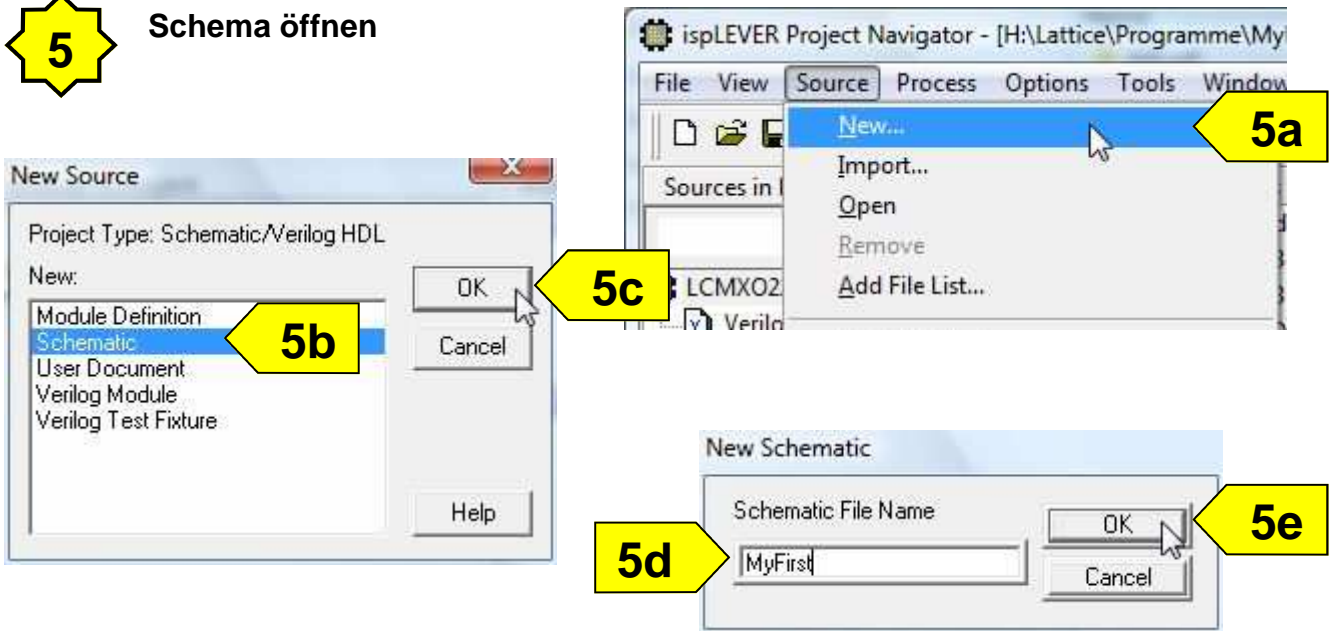 5
Schema öffnen
ispLEVER Project Navigator - [H:\Lattice\Programme\My
File View Source Process Options Tools Window
New...
5a
Import...
Sources in
Open
Remove
LCMXO2
Add File List...
Verilo
New Source
Project Type: Schematic/Verilog HDL
New:
Module Definition
Schematic
User Document
Verilog Module
Verilog Test Fixture
5b
OK
5c
Cancel
Help
New Schematic
Schematic File Name
5d
MyFirst
OK
5e
Cancel